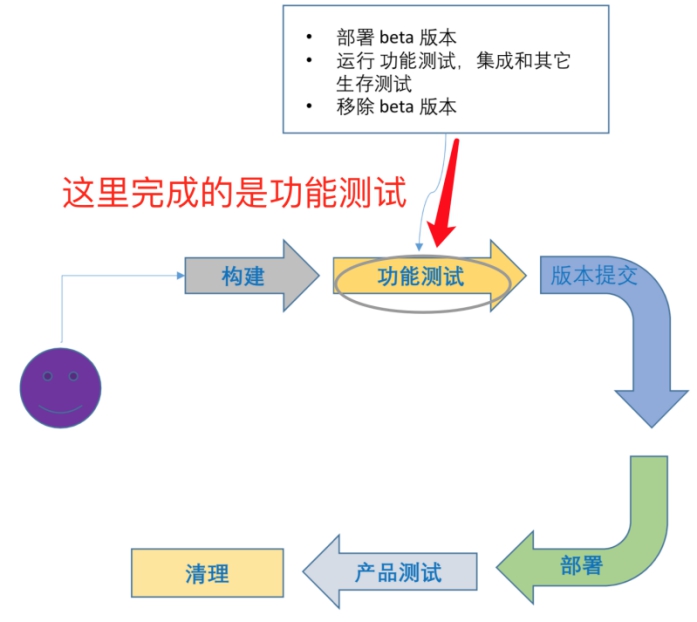 • 部署 beta 版本
• 运行 功能测试，集成和其它
生存测试
• 移除 beta 版本
这里完成的是功能测试
构建
功能测试
版本提交
部署
产品测试
清理